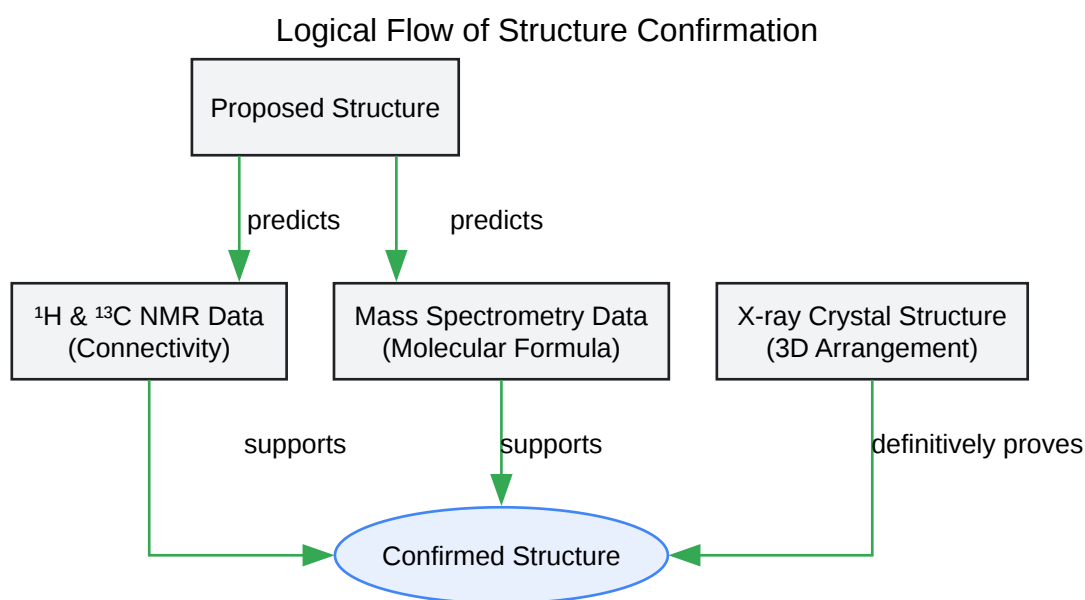 Logical Flow of Structure Confirmation
Proposed Structure
predicts
predicts
¹H & ¹³C NMR Data
(Connectivity)
Mass Spectrometry Data
(Molecular Formula)
X-ray Crystal Structure
(3D Arrangement)
supports
supports
definitively proves
Confirmed Structure